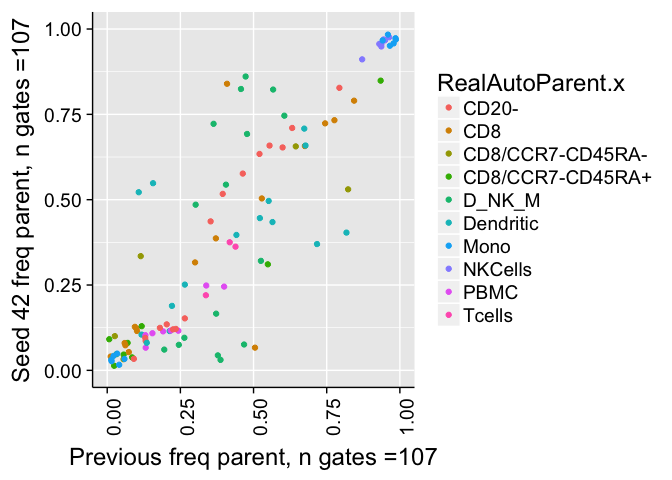 Seed 42 freq parent, n gates =107
1.00
0.75
0.50
0.25
0.00
0.00
0.25
0.50
0.75
1.00
Previous freq parent, n gates =107
RealAutoParent.x
CD20-
CD8
CD8/CCR7-CD45RA-
CD8/CCR7-CD45RA+
D_NK_M
Dendritic
Mono
NKCells
PBMC
Tcells